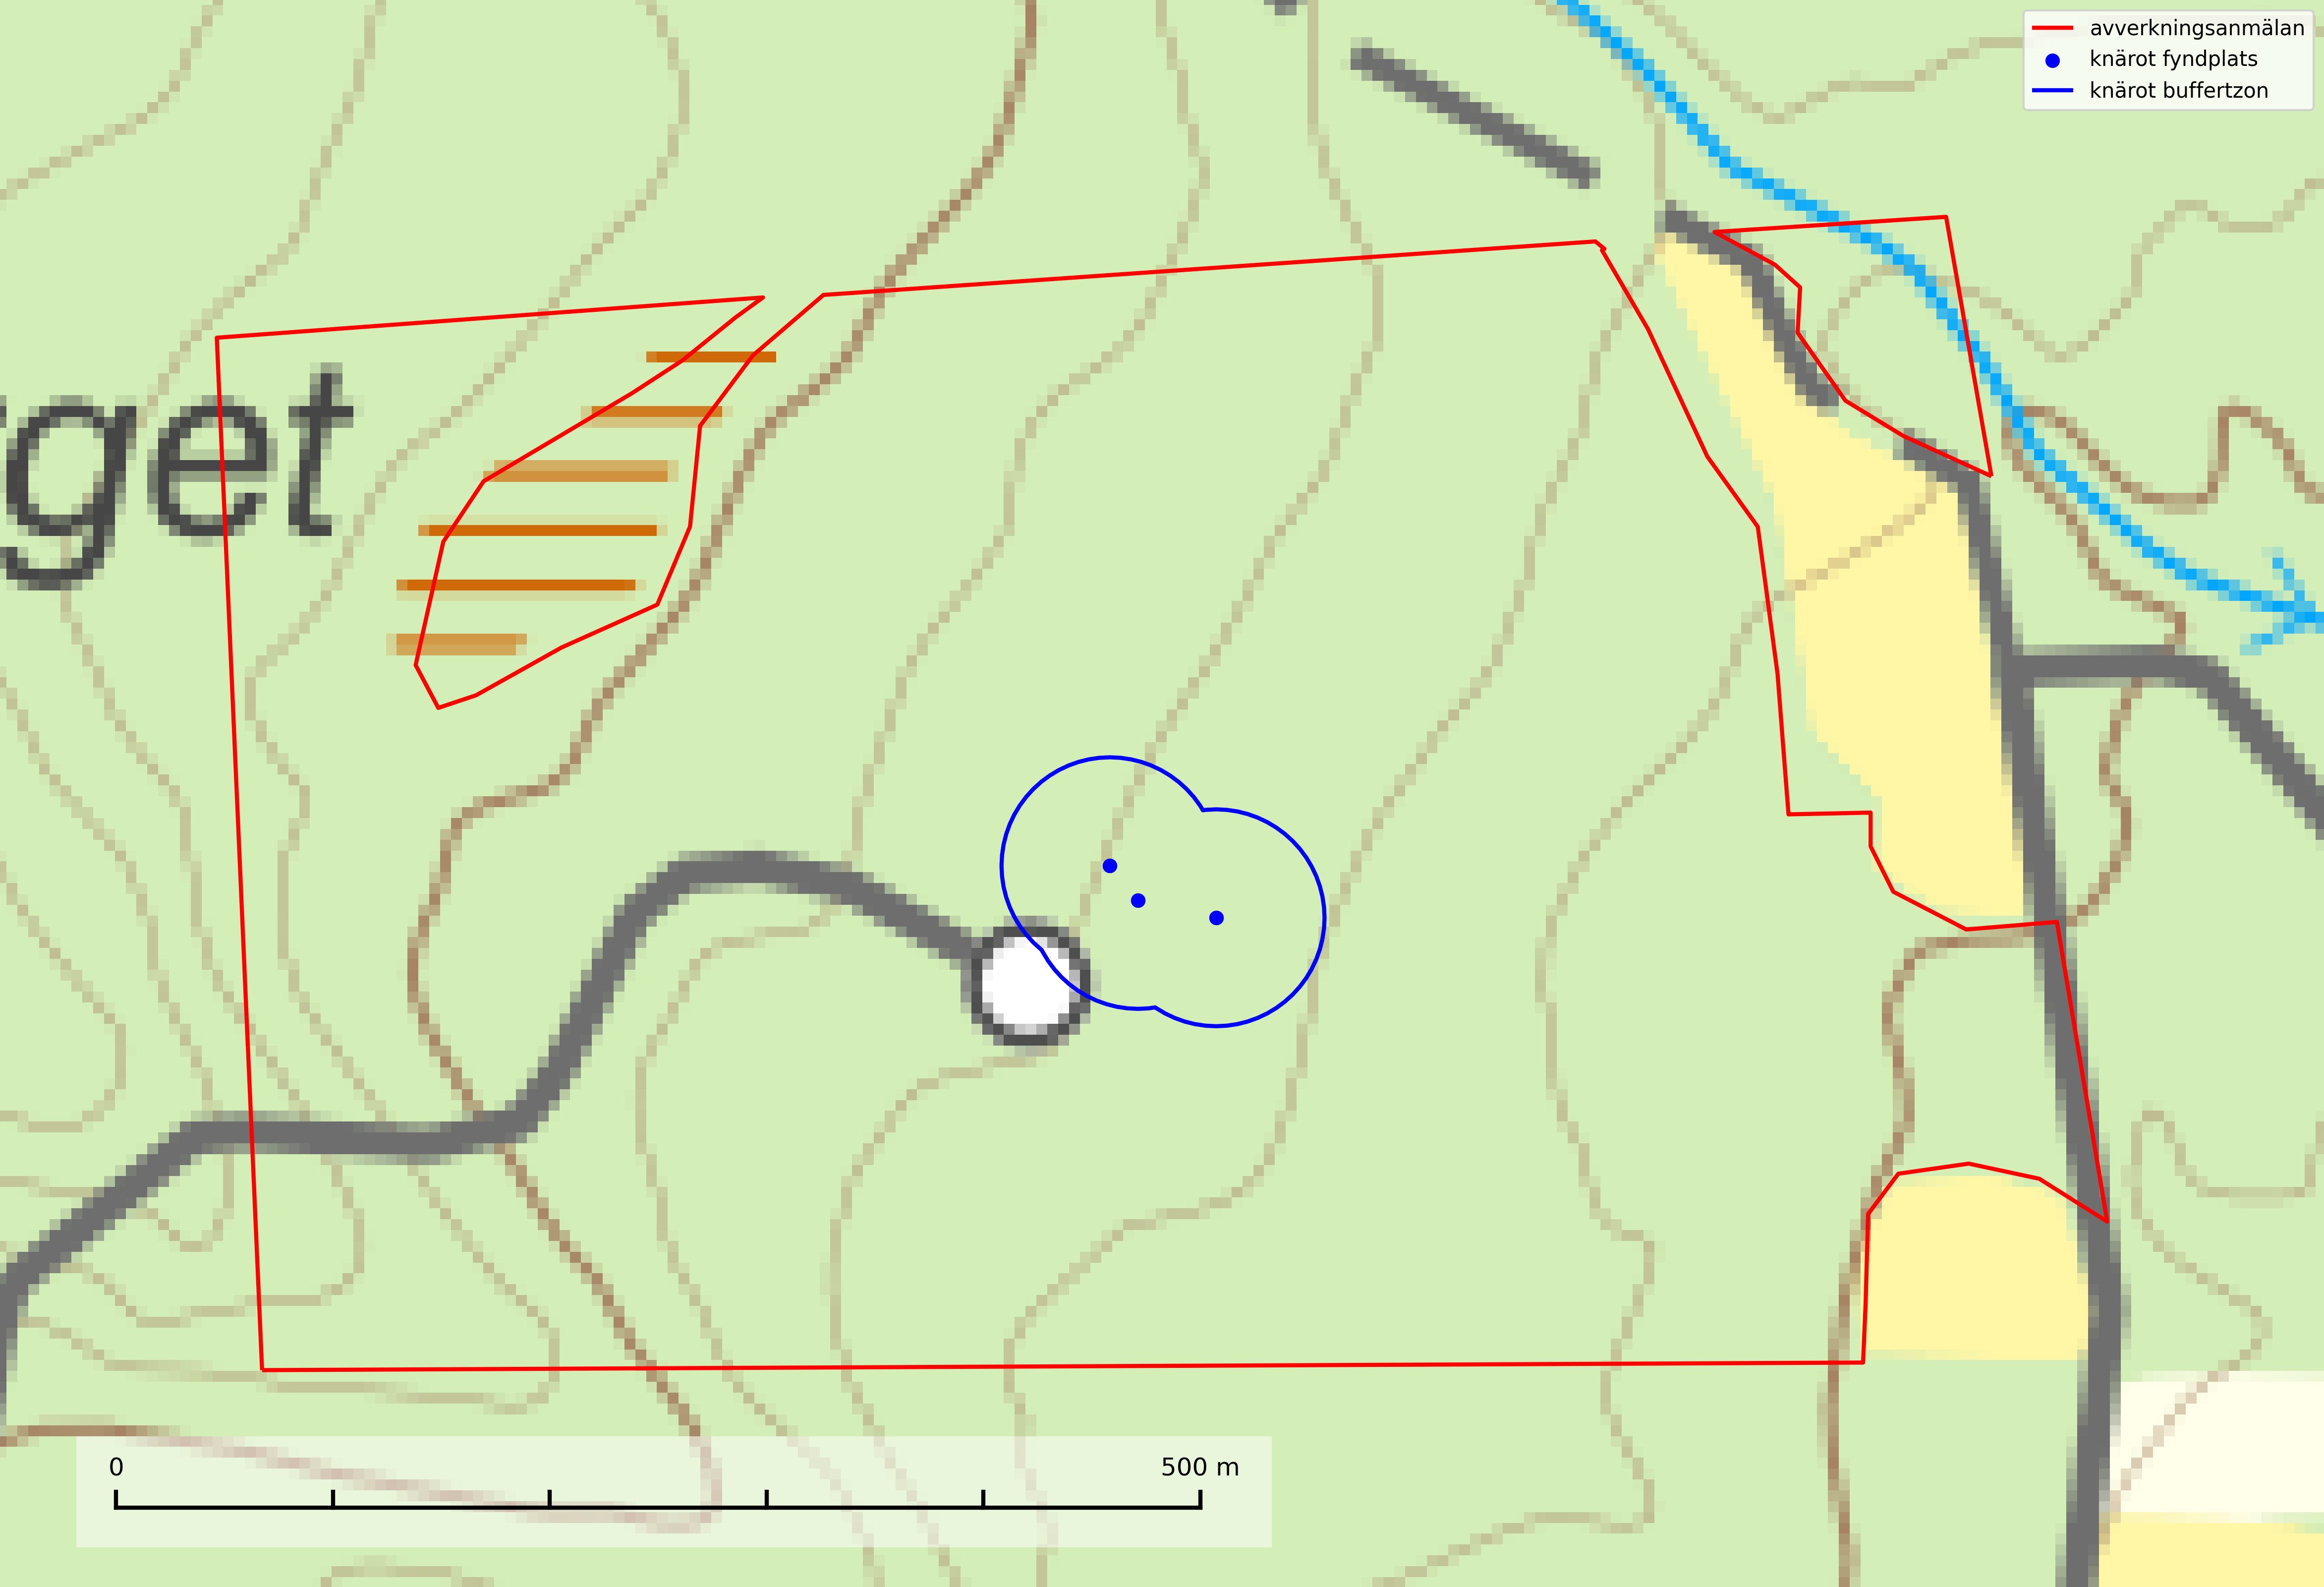 avverkningsanmälan
knärot fyndplats
knärot buffertzon
get
0 500 m